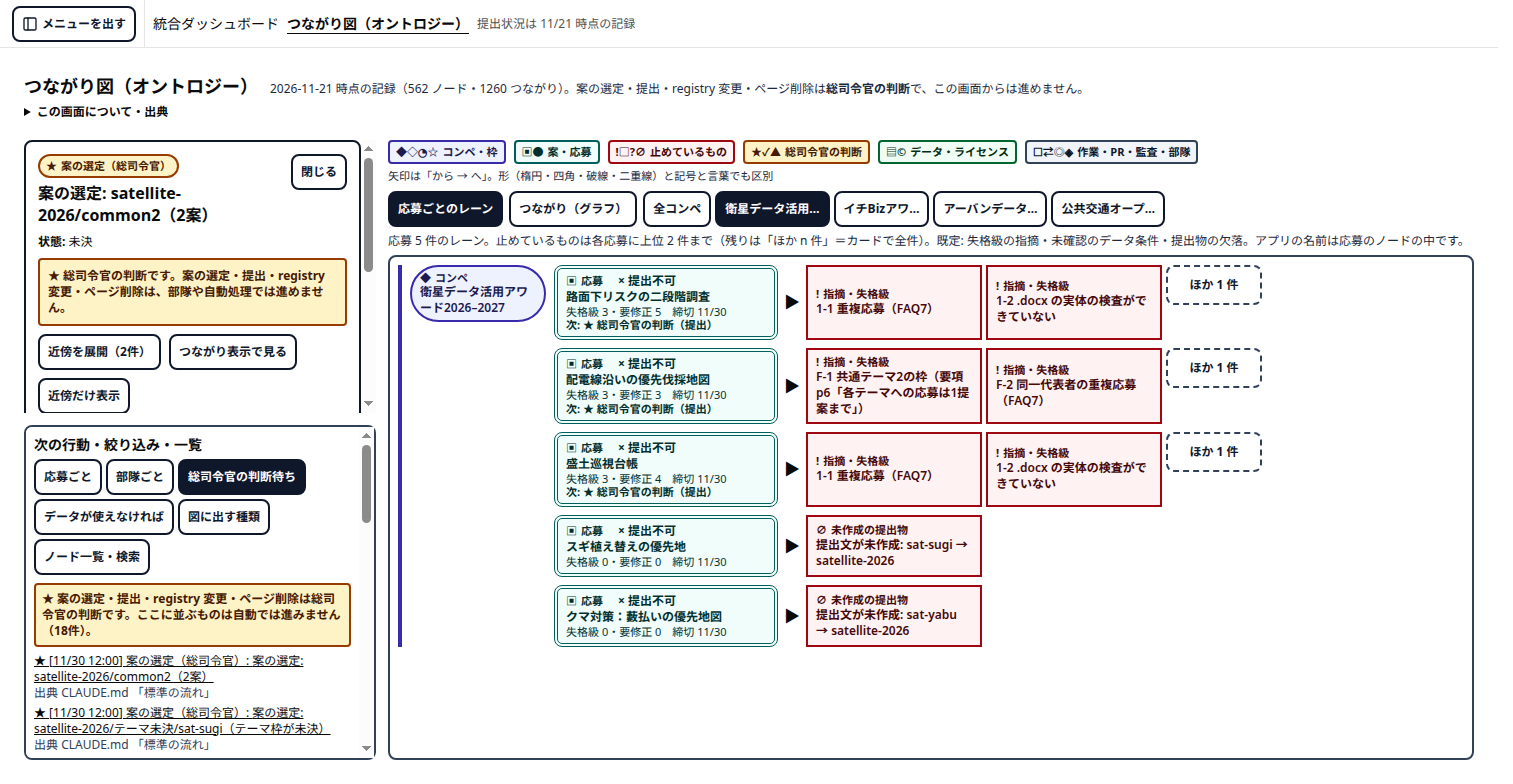 メニューを出す
統合ダッシュボード つながり図（オントロジー） 提出状況は 11/21 時点の記録
つながり図（オントロジー） 2026-11-21 時点の記録（562 ノード・1260 つながり）。案の選定・提出・registry 変更・ページ削除は総司令官の判断で、この画面からは進めません。
▶ この画面について・出典
★ 案の選定（総司令官）
閉じる
案の選定: satellite-
2026/common2（2案）
状態: 未決
★ 総司令官の判断です。案の選定・提出・registry
変更・ページ削除は、部隊や自動処理では進めませ
ん。
近傍を展開（2件） つながり表示で見る
近傍だけ表示
次の行動・絞り込み・一覧
応募ごと 部隊ごと 総司令官の判断待ち
データが使えなければ 図に出す種類
ノード一覧・検索
★ 案の選定・提出・registry 変更・ページ削除は総司
令官の判断です。ここに並ぶものは自動では進みません
（18件）。
★ [11/30 12:00] 案の選定（総司令官）: 案の選定:
satellite-2026/common2（2案）
出典 CLAUDE.md 「標準の流れ」
★ [11/30 12:00] 案の選定（総司令官）: 案の選定:
satellite-2026/テーマ未決/sat-sugi（テーマ枠が未決）
出典 CLAUDE.md 「標準の流れ」
◆◇◔☆ コンペ・枠 ▣● 案・応募 !□?⊘ 止めているもの ★✓▲ 総司令官の判断 ▤© データ・ライセンス □⇄◎◆ 作業・PR・監査・部隊
矢印は「から → へ」。形（楕円・四角・破線・二重線）と記号と言葉でも区別
応募ごとのレーン つながり（グラフ） 全コンペ 衛星データ活用... イチBizアワ... アーバンデータ... 公共交通オープ...
応募 5 件のレーン。止めているものは各応募に上位 2 件まで（残りは「ほか n 件」＝カードで全件）。既定: 失格級の指摘・未確認のデータ条件・提出物の欠落。アプリの名前は応募のノードの中です。
◆ コンペ
衛星データ活用アワ
ード2026–2027
▣ 応募 × 提出不可
路面下リスクの二段階調査
失格級 3・要修正 5 締切 11/30
次: ★ 総司令官の判断（提出）
▶
! 指摘・失格級
1-1 重複応募（FAQ7）
! 指摘・失格級
1-2 .docx の実体の検査がで
きていない
ほか 1 件
▣ 応募 × 提出不可
配電線沿いの優先伐採地図
失格級 3・要修正 3 締切 11/30
次: ★ 総司令官の判断（提出）
▶
! 指摘・失格級
F-1 共通テーマ2の枠（要項
p6「各テーマへの応募は1提
案まで」）
! 指摘・失格級
F-2 同一代表者の重複応募
（FAQ7）
ほか 1 件
▣ 応募 × 提出不可
盛土巡視台帳
失格級 3・要修正 4 締切 11/30
次: ★ 総司令官の判断（提出）
▶
! 指摘・失格級
1-1 重複応募（FAQ7）
! 指摘・失格級
1-2 .docx の実体の検査がで
きていない
ほか 1 件
▣ 応募 × 提出不可
スギ植え替えの優先地
失格級 0・要修正 0 締切 11/30
▶
⊘ 未作成の提出物
提出文が未作成: sat-sugi →
satellite-2026
▣ 応募 × 提出不可
クマ対策：藪払いの優先地図
失格級 0・要修正 0 締切 11/30
▶
⊘ 未作成の提出物
提出文が未作成: sat-yabu
→ satellite-2026